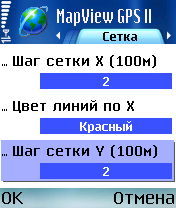 MapView GPS II
Сетка
... Шаг сетки X (100м)
2
... Цвет линий по X
Красный
... Шаг сетки Y (100м)
2
OK Отмена